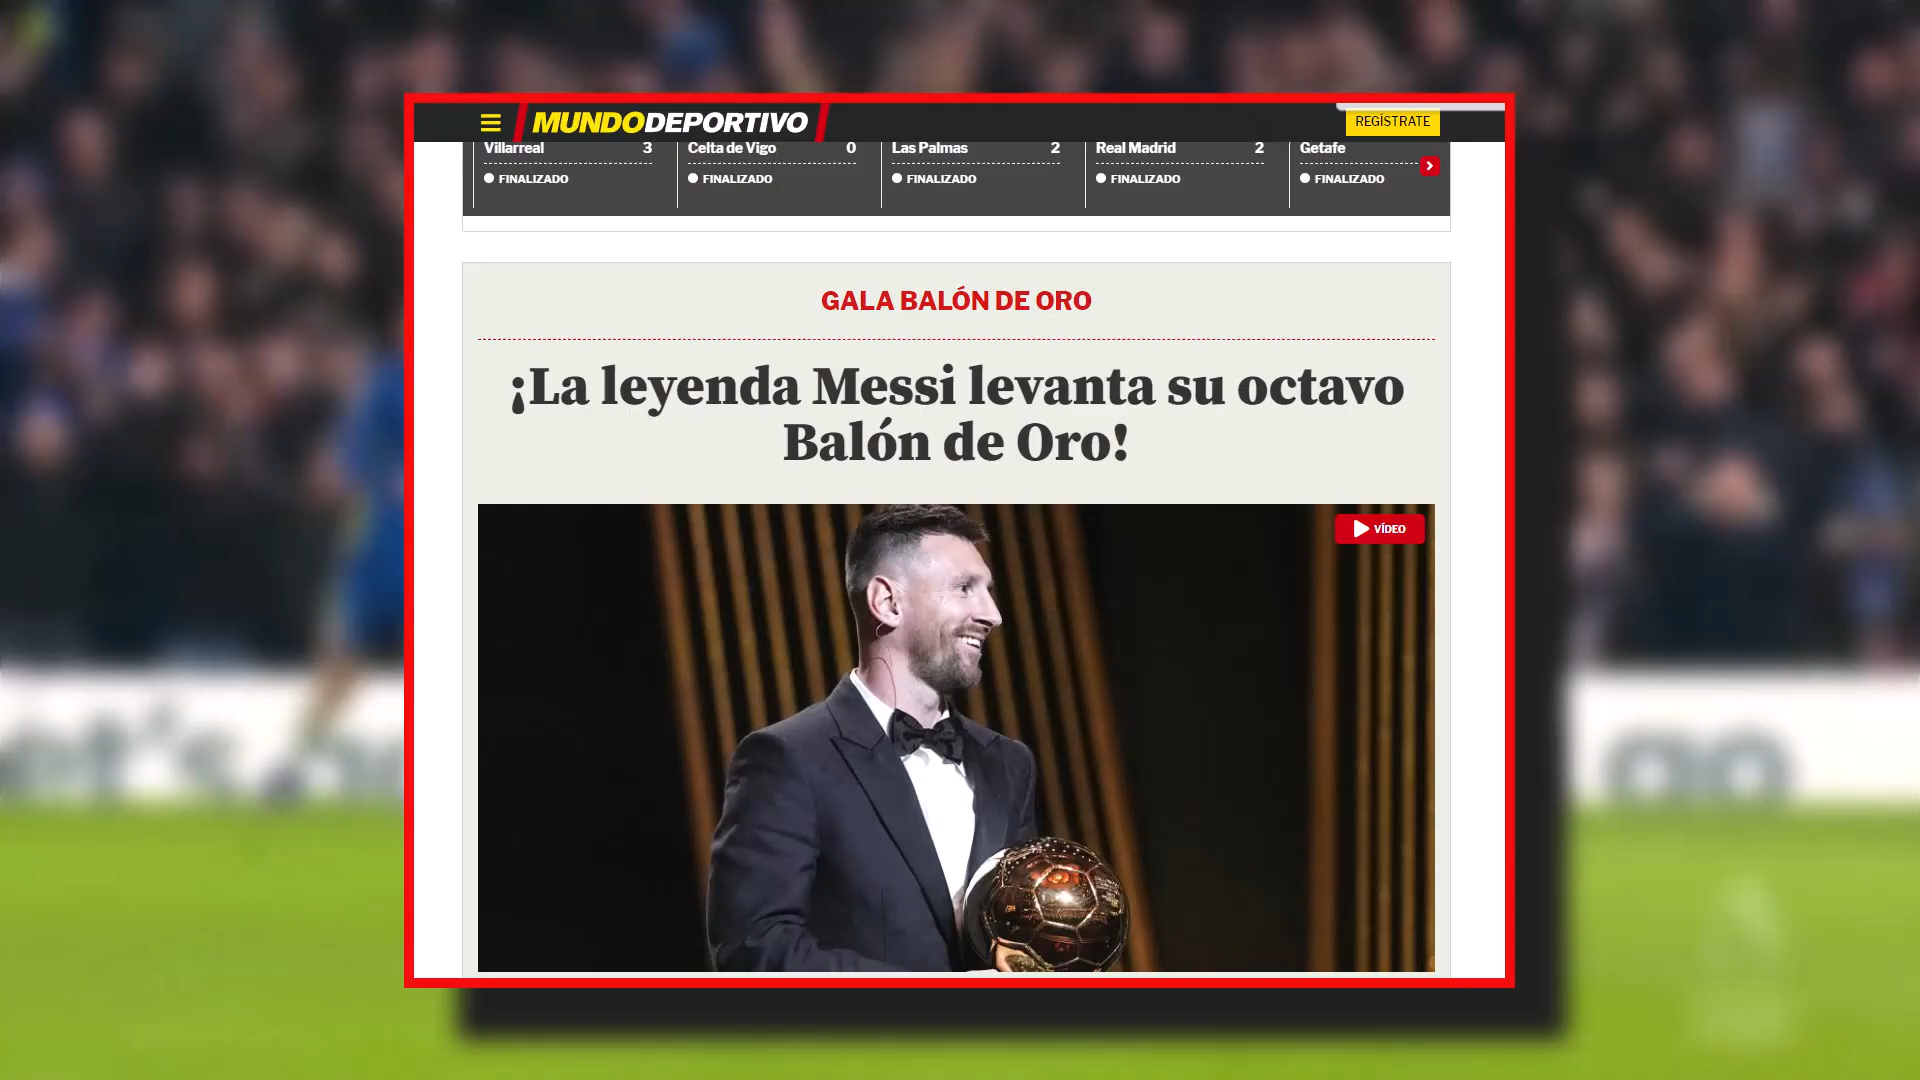 MUNDODEPORTIVO
REGÍSTRATE
Villarreal 3
Celta de Vigo 0
Las Palmas 2
Real Madrid 2
Getafe
FINALIZADO
FINALIZADO
FINALIZADO
FINALIZADO
FINALIZADO
GALA BALÓN DE ORO
¡La leyenda Messi levanta su octavo
Balón de Oro!
VÍDEO